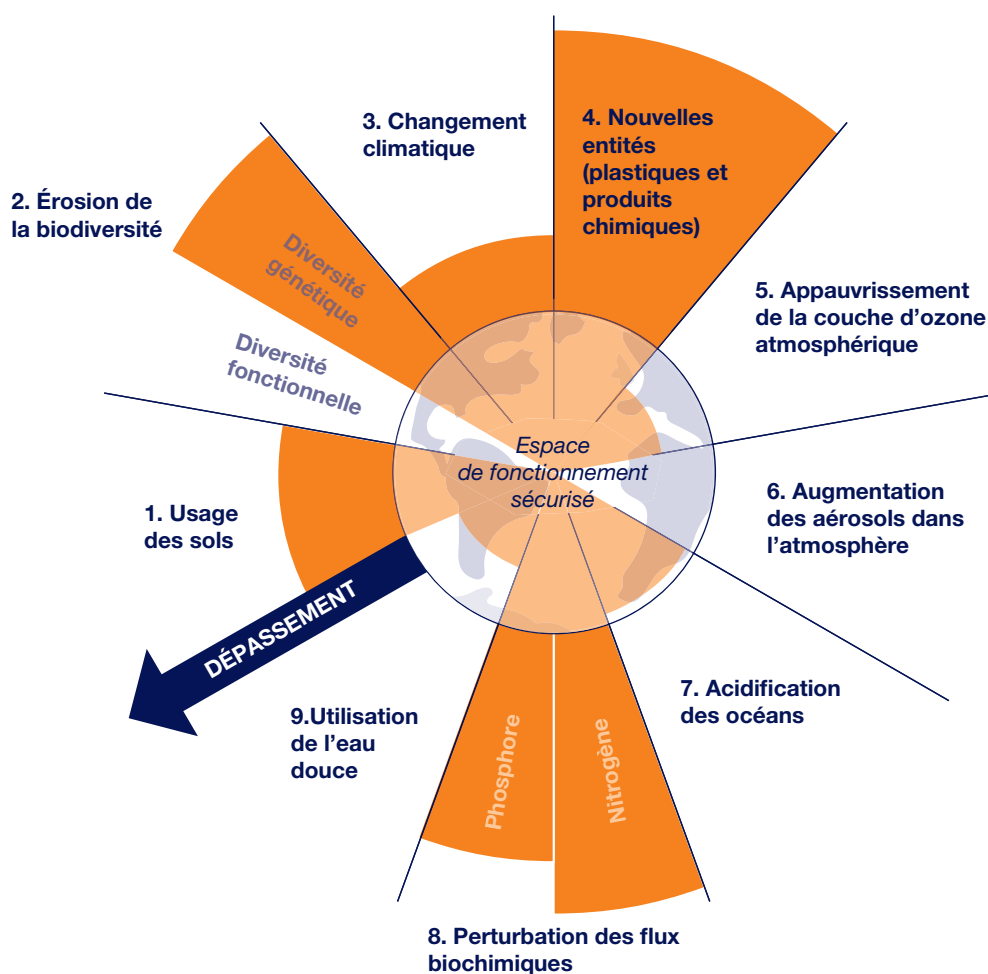 3. Changement
climatique
4. Nouvelles
entités
(plastiques et
produits
chimiques)
2. Érosion de
la biodiversité
Diversité
génétique
Diversité
fonctionnelle
5. Appauvrissement
de la couche d’ozone
atmosphérique
Espace
de fonctionnement
sécurisé
6. Augmentation
des aérosols dans
l’atmosphère
1. Usage
des sols
DÉPASSEMENT
7. Acidification
des océans
9.Utilisation
de l’eau
douce
Phosphore
Nitrogène
8. Perturbation des flux
biochimiques